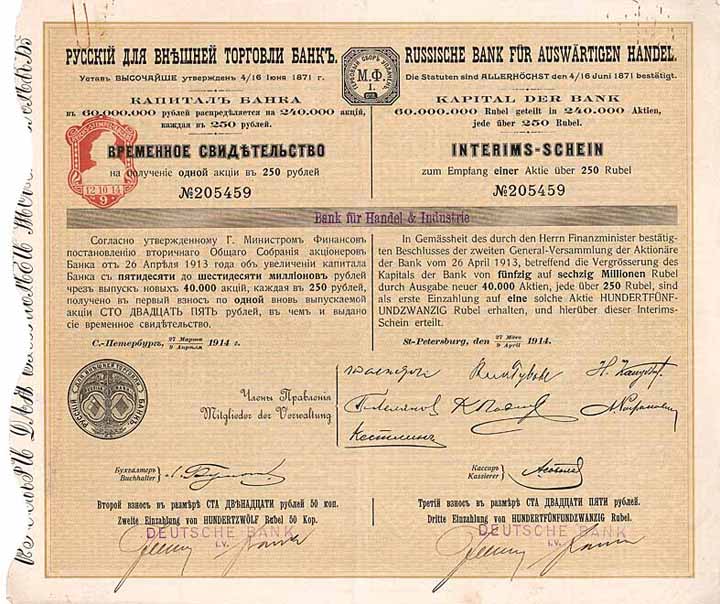 РУССКІЙ ДЛЯ ВНѢШНЕЙ ТОРГОВЛИ БАНКЪ.
Уставъ ВЫСОЧАЙШЕ утвержденъ 4/16 Іюня 1871 г.
КАПИТАЛЪ БАНКА
въ 60.000.000 рублей распредѣляется на 240.000 акцій,
каждая въ 250 рублей.
М.Ф.
RUSSISCHE BANK FÜR AUSWÄRTIGEN HANDEL.
Die Statuten sind ALLERHÖCHST den 4/16 Juni 1871 bestätigt.
KAPITAL DER BANK
60.000.000 Rubel geteilt in 240.000 Aktien,
jede über 250 Rubel.
12 10 14
9
ВРЕМЕННОЕ СВИДѢТЕЛЬСТВО
на полученіе одной акціи въ 250 рублей
№205459
INTERIMS-SCHEIN
zum Empfang einer Aktie über 250 Rubel
№205459
Bank für Handel & Industrie
Согласно утвержденному Г. Министромъ Финансовъ
постановленію вторичнаго Общаго Собранія акціонеровъ
Банка отъ 26 Апрѣля 1913 года объ увеличеніи капитала
Банка съ пятидесяти до шестидесяти милліоновъ рублей
чрезъ выпускъ новыхъ 40.000 акцій, каждая въ 250 рублей,
получено въ первый взносъ по одной вновь выпускаемой
акціи СТО ДВАДЦАТЬ ПЯТЬ рублей, въ чемъ и выдано
сіе временное свидѣтельство.
С.-Петербургъ, 27 Марта / 9 Апрѣля 1914 г.
In Gemässheit des durch den Herrn Finanzminister bestätig-
ten Beschlusses der zweiten General-Versammlung der Aktionäre
der Bank vom 26 April 1913, betreffend die Vergrösserung des
Kapitals der Bank von fünfzig auf sechzig Millionen Rubel
durch Ausgabe neuer 40.000 Aktien, jede über 250 Rubel, sind
als erste Einzahlung auf eine solche Aktie HUNDERTFÜNF-
UNDZWANZIG Rubel erhalten, und hierüber dieser Interims-
Schein erteilt.
St-Petersburg, den 27 März / 9 April 1914.
РУССКІЙ ДЛЯ ВНѢШНЕЙ ТОРГОВЛИ БАНКЪ
Члены Правленія
Mitglieder der Verwaltung
Бухгалтеръ
Buchhalter
Кассиръ
Kassierer
Второй взносъ въ размѣрѣ СТА ДВѢНАДЦАТИ рублей 50 коп.
Zweite Einzahlung von HUNDERTZWÖLF Rubel 50 Kop.
DEUTSCHE BANK
I.V.
Третій взносъ въ размѣрѣ СТА ДВАДЦАТИ ПЯТИ рублей.
Dritte Einzahlung von HUNDERTFÜNFUNDZWANZIG Rubel.
DEUTSCHE BANK
I.V.